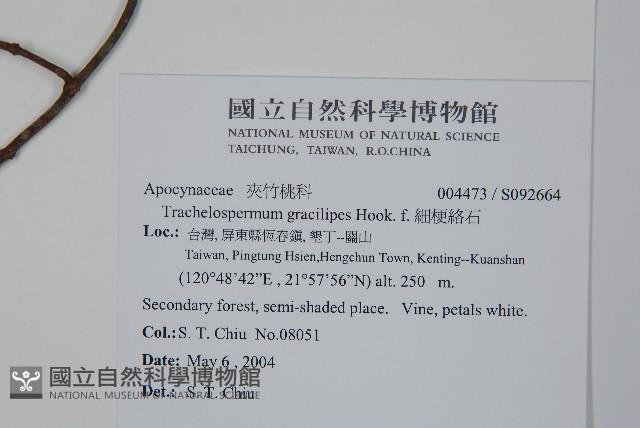 國立自然科學博物館
NATIONAL MUSEUM OF NATURAL SCIENCE
TAICHUNG, TAIWAN, R.O.CHINA
Apocynaceae 夾竹桃科 004473 / S092664
Trachelospermum gracilipes Hook. f. 細梗絡石
Loc.: 台灣, 屏東縣恆春鎮, 墾丁--關山
Taiwan, Pingtung Hsien,Hengchun Town, Kenting--Kuanshan
(120°48'42”E , 21°57'56”N) alt. 250 m.
Secondary forest, semi-shaded place. Vine, petals white.
Col.: S. T. Chiu No.08051
Date: May 6 , 2004
Det.: S. T. Chiu
國立自然科學博物館
NATIONAL MUSEUM OF NATURAL SCIENCE